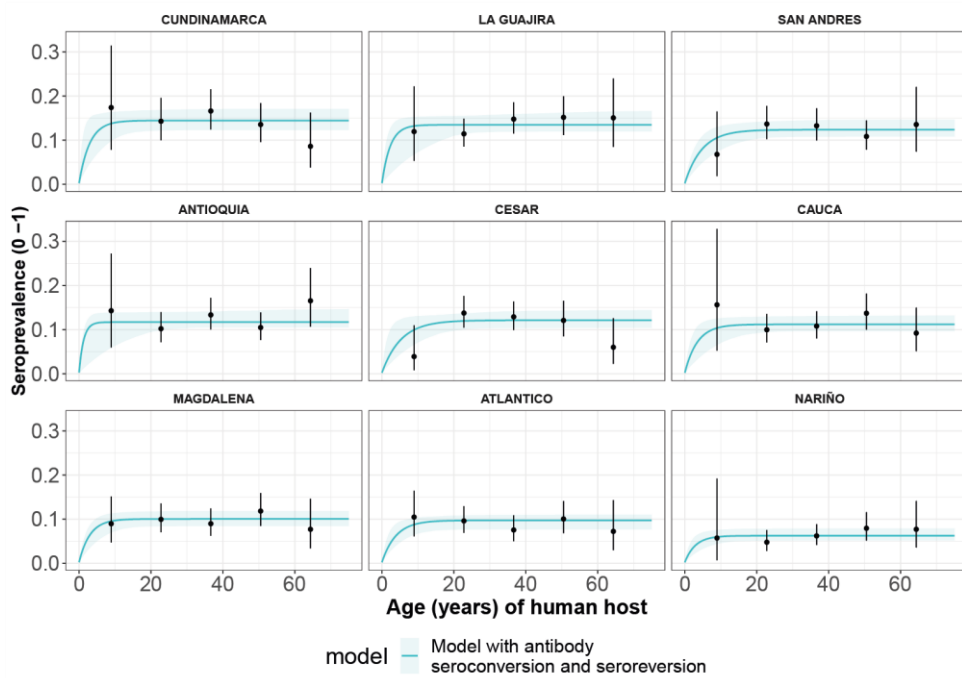 CUNDINAMARCA LA GUAJIRA SAN ANDRES
0.3
0.2
0.1
0.0
ANTIOQUIA CESAR CAUCA
0.3
0.2
0.1
0.0
MAGDALENA ATLANTICO NARIÑO
0.3
0.2
0.1
0.0
0 20 40 60 0 20 40 60 0 20 40 60
Seroprevalence (0 −1)
Age (years) of human host
model
Model with antibody
seroconversion and seroreversion